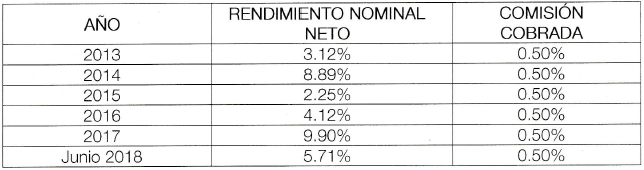 AÑO RENDIMIENTO NOMINAL NETO COMISIÓN COBRADA
2013 3.12% 0.50%
2014 8.89% 0.50%
2015 2.25% 0.50%
2016 4.12% 0.50%
2017 9.90% 0.50%
Junio 2018 5.71% 0.50%